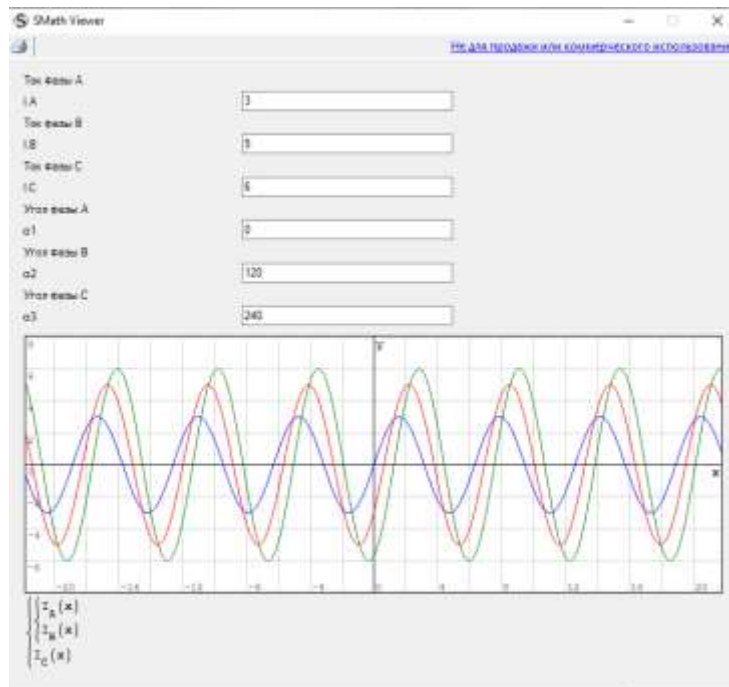 SMath Viewer
Не для продажи или коммерческого использовани
Ток фазы A
I.A
3
Ток фазы B
I.B
5
Ток фазы C
I.C
6
Угол фазы A
α1
0
Угол фазы B
α2
120
Угол фазы C
α3
240
y
x
I_A(x)
I_B(x)
I_C(x)